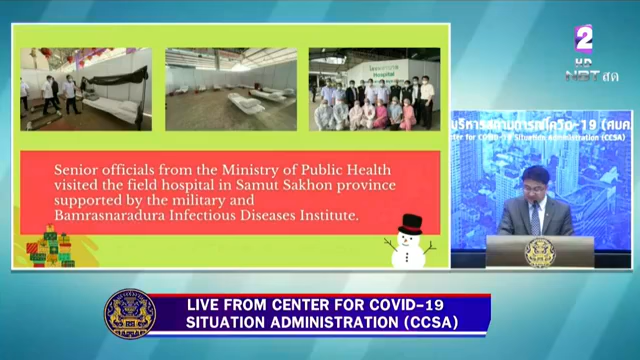 2
HD
NBT สด
Hospital
บริหารสถานการณ์โควิด-19 (ศบค
ter for COVID-19 Situation Administration (CCSA)
Senior officials from the Ministry of Public Health
visited the field hospital in Samut Sakhon province
supported by the military and
Bamrasnaradura Infectious Diseases Institute.
LIVE FROM CENTER FOR COVID-19
SITUATION ADMINISTRATION (CCSA)